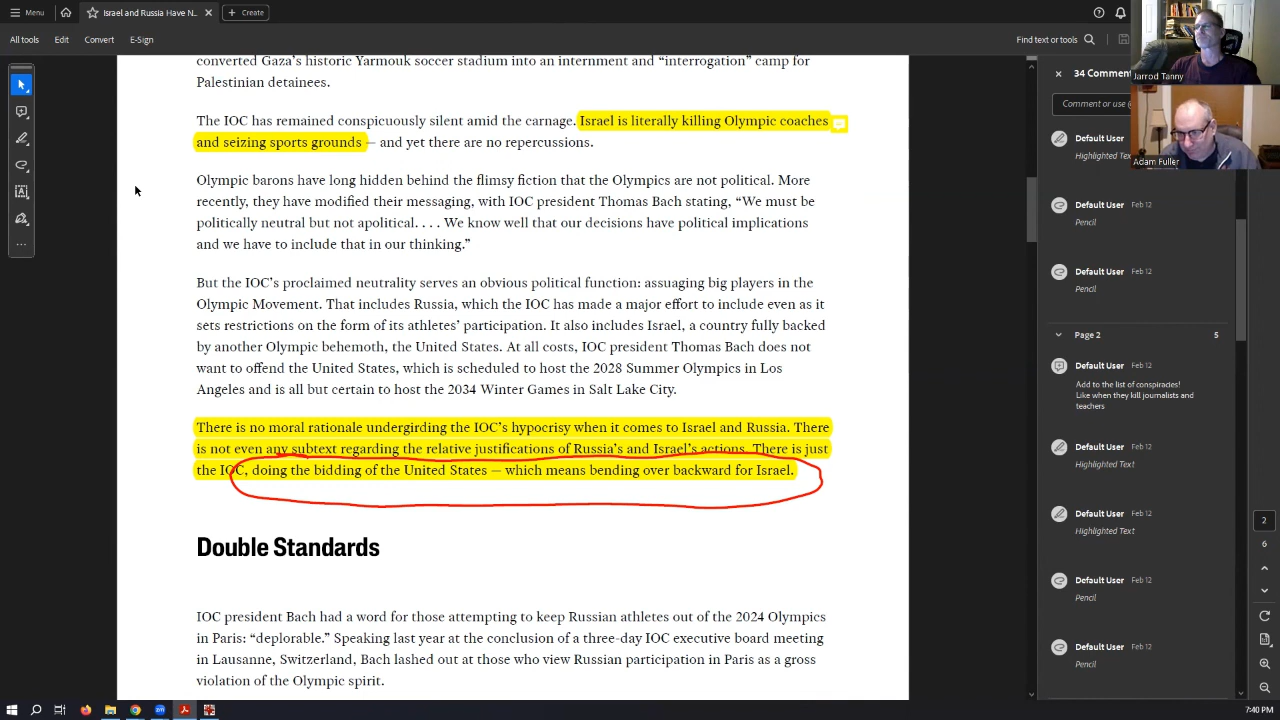 Menu
Israel and Russia Have N...
Create
All tools
Edit
Convert
E-Sign
Find text or tools
Jarrod Tanny
Adam Fuller
converted Gaza's historic Yarmouk soccer stadium into an internment and “interrogation” camp for
Palestinian detainees.
The IOC has remained conspicuously silent amid the carnage. Israel is literally killing Olympic coaches
and seizing sports grounds — and yet there are no repercussions.
Olympic barons have long hidden behind the flimsy fiction that the Olympics are not political. More
recently, they have modified their messaging, with IOC president Thomas Bach stating, “We must be
politically neutral but not apolitical. . . . We know well that our decisions have political implications
and we have to include that in our thinking.”
But the IOC’s proclaimed neutrality serves an obvious political function: assuaging big players in the
Olympic Movement. That includes Russia, which the IOC has made a major effort to include even as it
sets restrictions on the form of its athletes’ participation. It also includes Israel, a country fully backed
by another Olympic behemoth, the United States. At all costs, IOC president Thomas Bach does not
want to offend the United States, which is scheduled to host the 2028 Summer Olympics in Los
Angeles and is all but certain to host the 2034 Winter Games in Salt Lake City.
There is no moral rationale undergirding the IOC’s hypocrisy when it comes to Israel and Russia. There
is not even any subtext regarding the relative justifications of Russia’s and Israel’s actions. There is just
the IOC, doing the bidding of the United States — which means bending over backward for Israel.
Double Standards
IOC president Bach had a word for those attempting to keep Russian athletes out of the 2024 Olympics
in Paris: “deplorable.” Speaking last year at the conclusion of a three-day IOC executive board meeting
in Lausanne, Switzerland, Bach lashed out at those who view Russian participation in Paris as a gross
violation of the Olympic spirit.
34 Comme
Comment or use @
Default User
Highlighted Text
Default User Feb 12
Pencil
Default User Feb 12
Pencil
Page 2 5
Default User Feb 12
Add to the list of conspiracies!
Like when they kill journalists and
teachers
Default User Feb 12
Highlighted Text
Default User Feb 12
Highlighted Text
Default User Feb 12
Pencil
Default User Feb 12
Pencil
2
6
7:40 PM